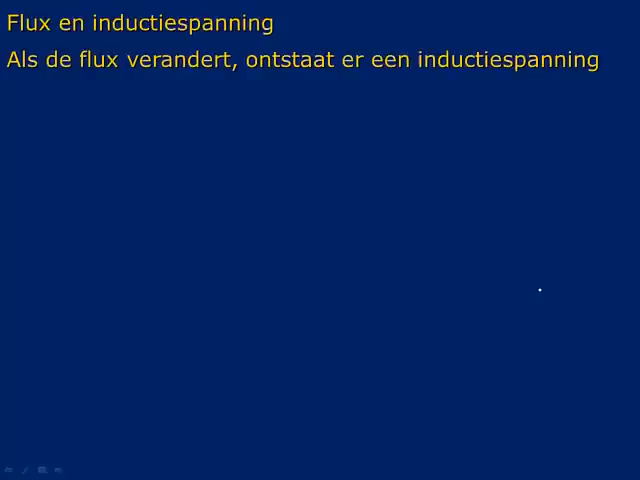 Flux en inductiespanning
Als de flux verandert, ontstaat er een inductiespanning